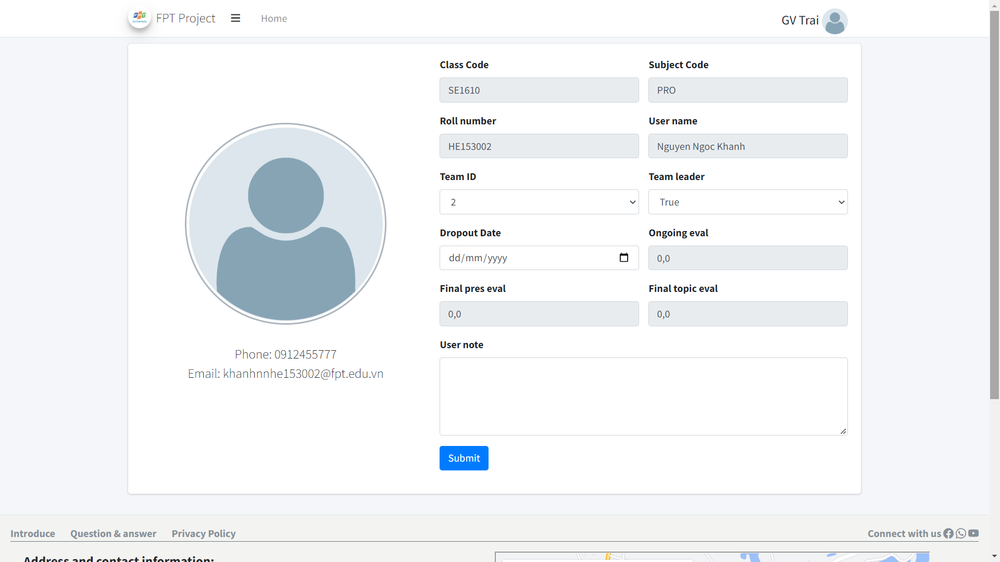 FPT Project
Home
GV Trai
Class Code
Subject Code
SE1610
PRO
Roll number
User name
HE153002
Nguyen Ngoc Khanh
Team ID
Team leader
2
True
Dropout Date
Ongoing eval
dd/mm/yyyy
0,0
Final pres eval
Final topic eval
0,0
0,0
User note
Phone: 0912455777
Email: khanhnnhe153002@fpt.edu.vn
Submit
Introduce
Question & answer
Privacy Policy
Connect with us
Address and contact information: